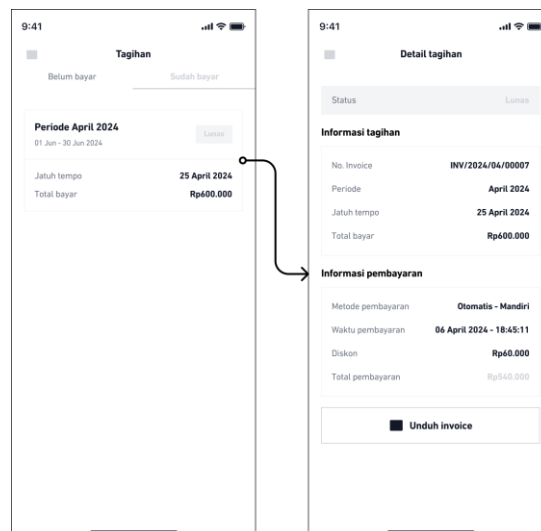 9:41
Tagihan
Belum bayar Sudah bayar
Periode April 2024 Lunas
01 Jun - 30 Jun 2024
Jatuh tempo 25 April 2024
Total bayar Rp600.000
9:41
Detail tagihan
Status Lunas
Informasi tagihan
No. Invoice INV/2024/04/00007
Periode April 2024
Jatuh tempo 25 April 2024
Total bayar Rp600.000
Informasi pembayaran
Metode pembayaran Otomatis - Mandiri
Waktu pembayaran 06 April 2024 - 18:45:11
Diskon Rp60.000
Total pembayaran Rp540.000
Unduh invoice